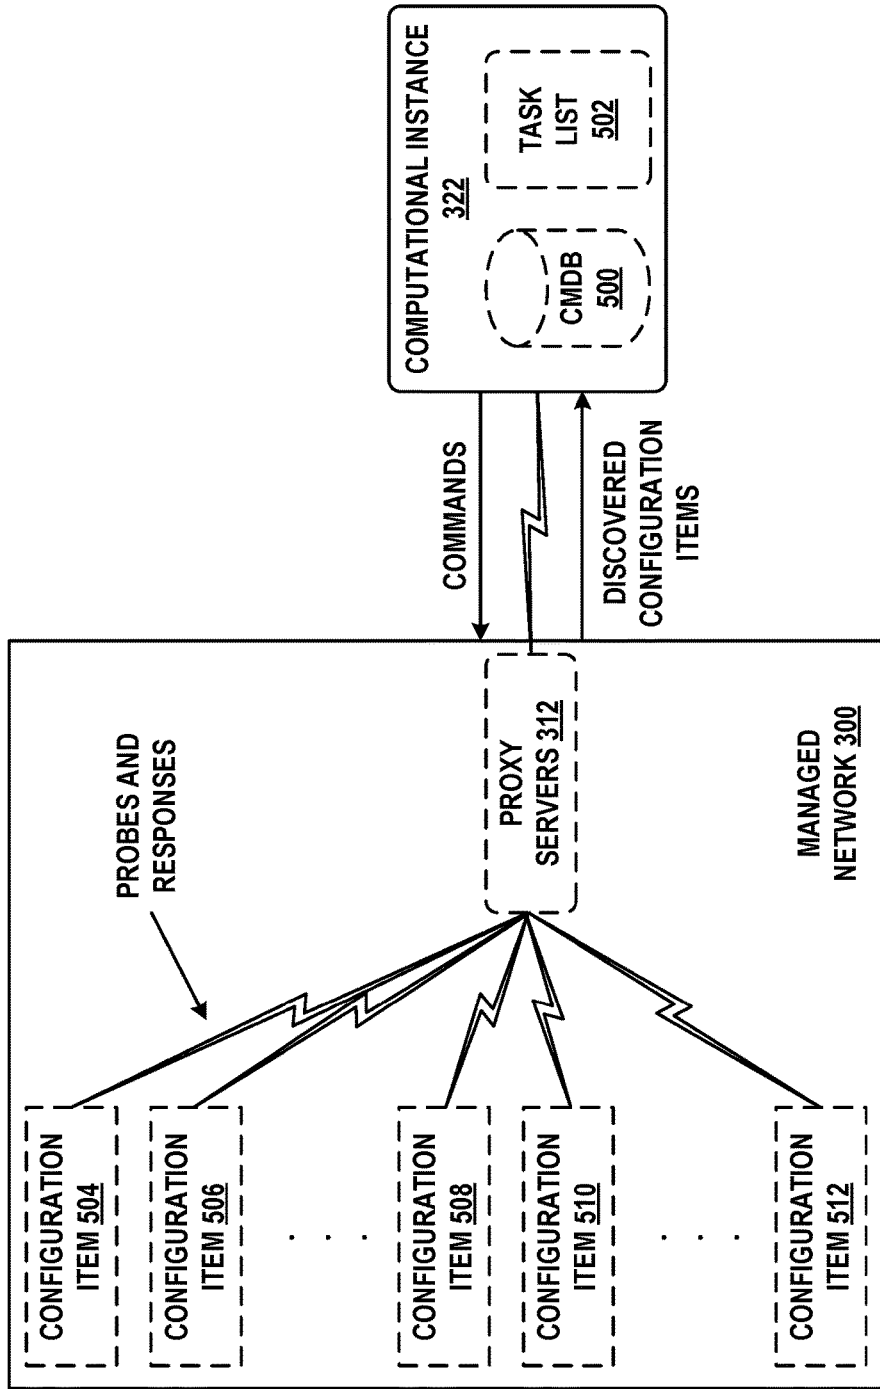 COMPUTATIONAL INSTANCE
322
CMDB
500
TASK
LIST
502
COMMANDS
DISCOVERED
CONFIGURATION
ITEMS
PROBES AND
RESPONSES
PROXY
SERVERS 312
MANAGED
NETWORK 300
CONFIGURATION
ITEM 504
CONFIGURATION
ITEM 506
. . .
CONFIGURATION
ITEM 508
CONFIGURATION
ITEM 510
. . .
CONFIGURATION
ITEM 512